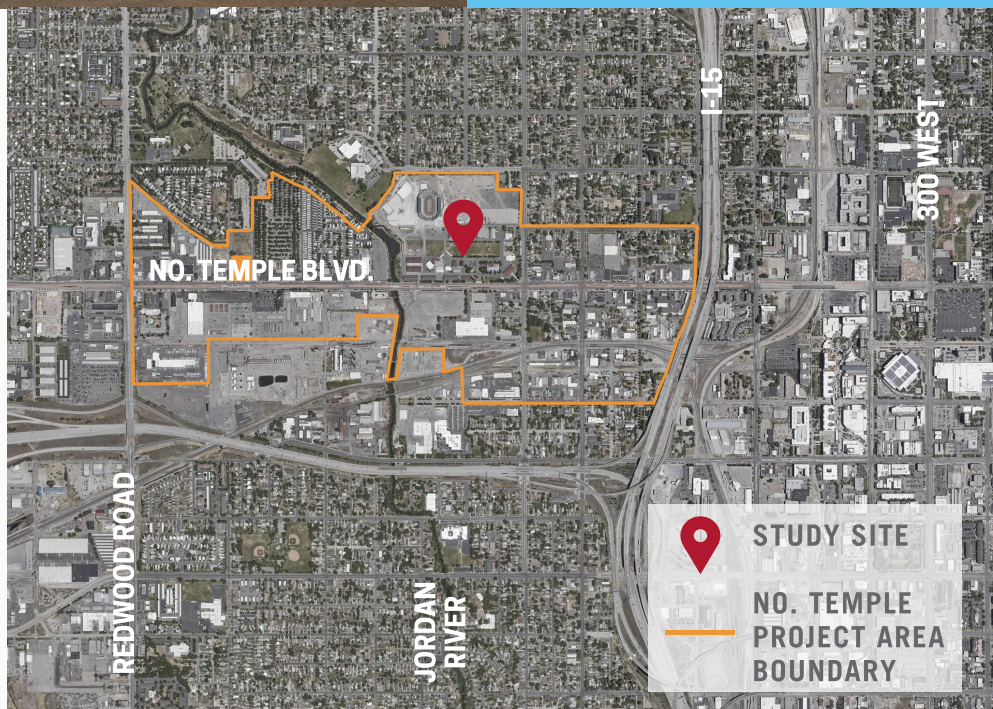 I-15
300 WEST
NO. TEMPLE BLVD.
REDWOOD ROAD
JORDAN
RIVER
STUDY SITE
NO. TEMPLE
PROJECT AREA
BOUNDARY